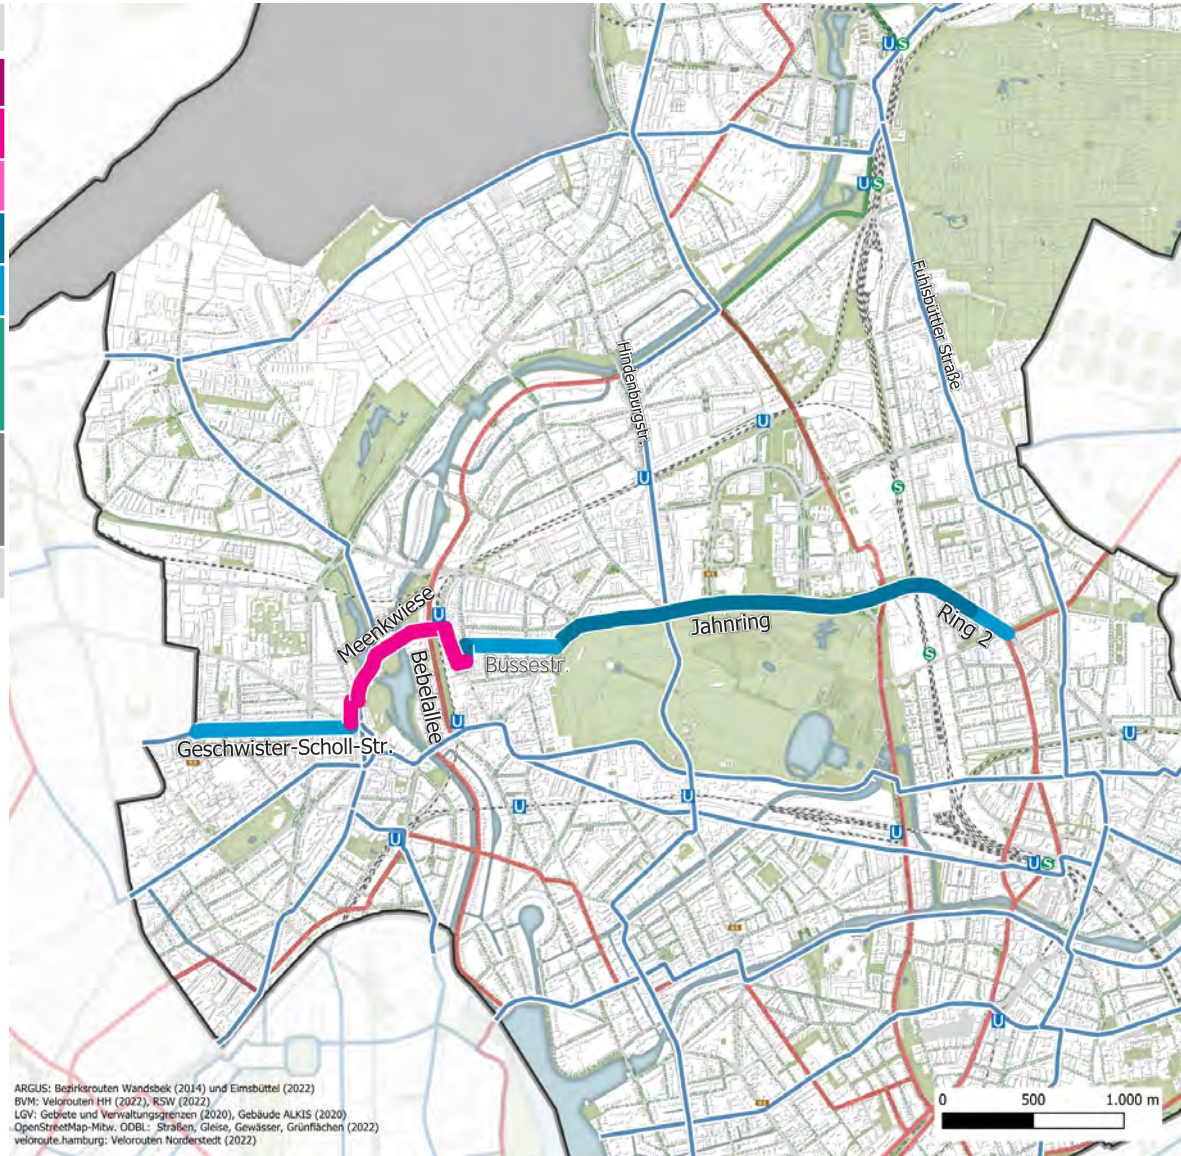 U S
U S
Fuhlsbüttler Straße
Hindenburgstr.
U
U
S
Meenkwiese
U
Jahnring
Ring 2
Bussestr.
S
Bebelallee
U
Geschwister-Scholl-Str.
U
U
U
U
U
U S
U
ARGUS: Bezirksrouten Wandsbek (2014) und Eimsbüttel (2022)
BVM: Velorouten HH (2022), RSW (2022)
LGV: Gebiete und Verwaltungsgrenzen (2020), Gebäude ALKIS (2020)
OpenStreetMap-Mitw. ODBL: Straßen, Gleise, Gewässer, Grünflächen (2022)
veloroute.hamburg: Velorouten Norderstedt (2022)
0 500 1.000 m